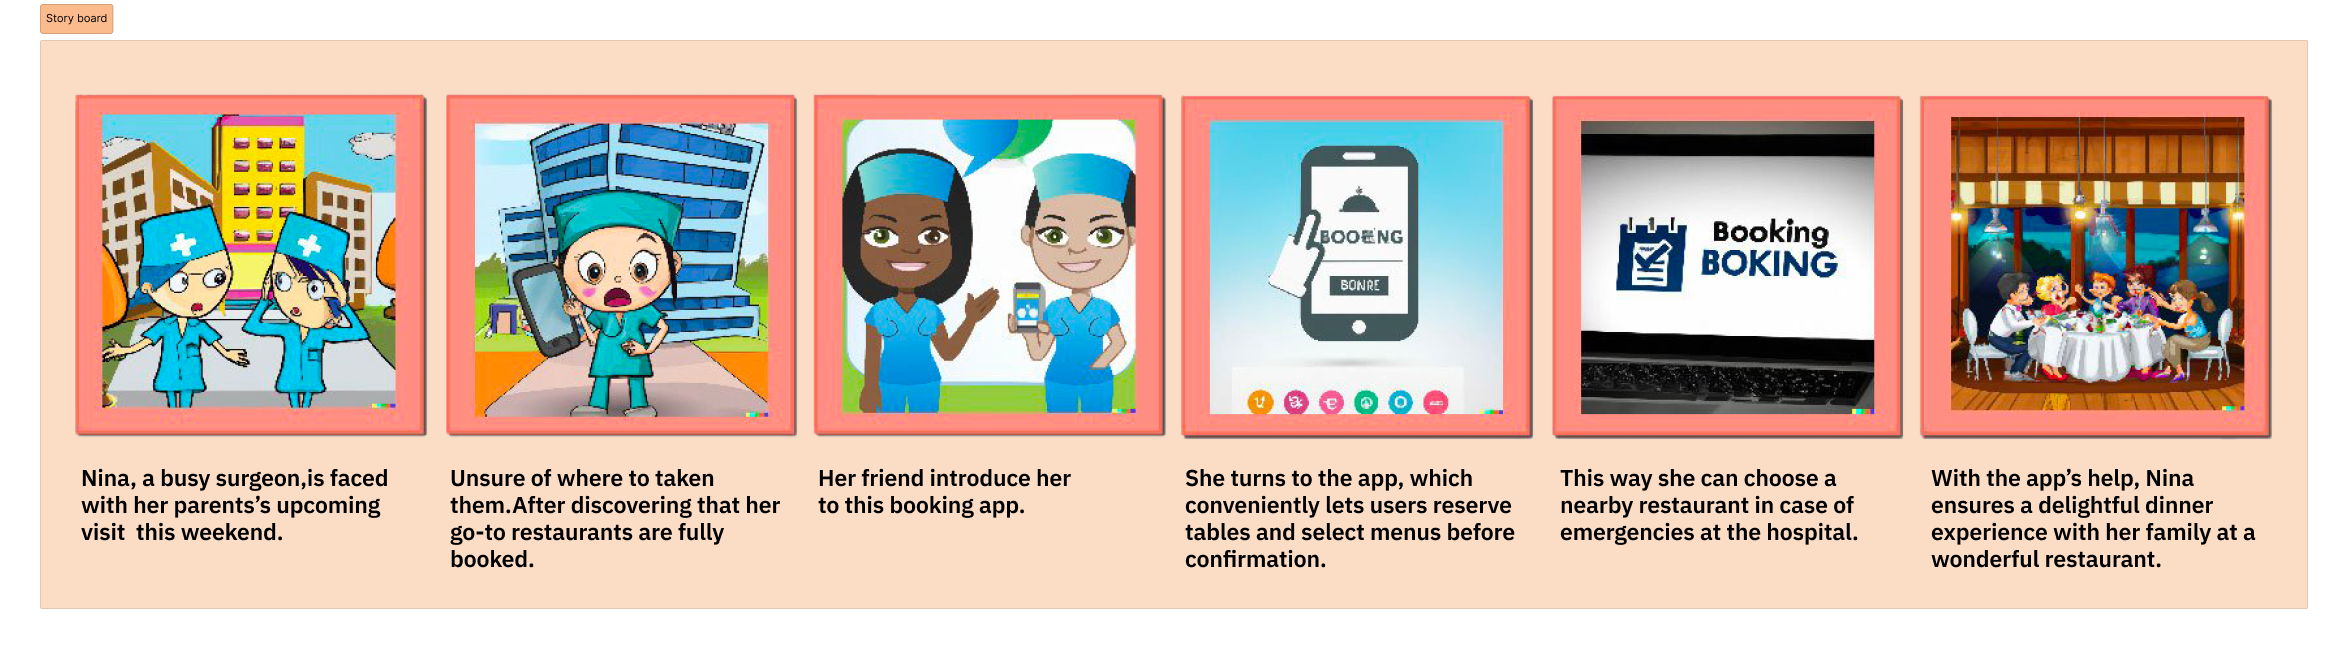 Story board
BOOENG
BONRE
Booking
BOKING
Nina, a busy surgeon,is faced
with her parents’s upcoming
visit  this weekend.
Unsure of where to taken
them.After discovering that her
go-to restaurants are fully
booked.
Her friend introduce her
to this booking app.
She turns to the app, which
conveniently lets users reserve
tables and select menus before
confirmation.
This way she can choose a
nearby restaurant in case of
emergencies at the hospital.
With the app’s help, Nina
ensures a delightful dinner
experience with her family at a
wonderful restaurant.